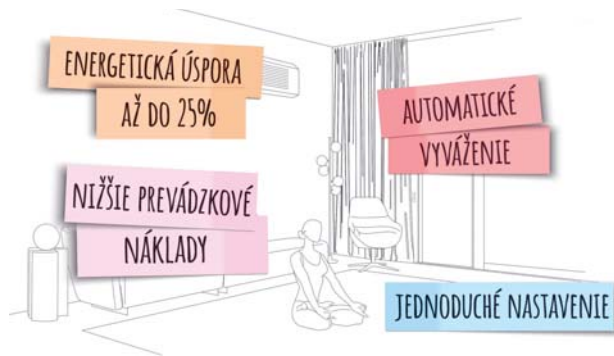 ENERGETICKÁ ÚSPORA
AŽ DO 25%
AUTOMATICKÉ
VYVÁŽENIE
NIŽŠIE PREVÁDZKOVÉ
NÁKLADY
JEDNODUCHÉ NASTAVENIE